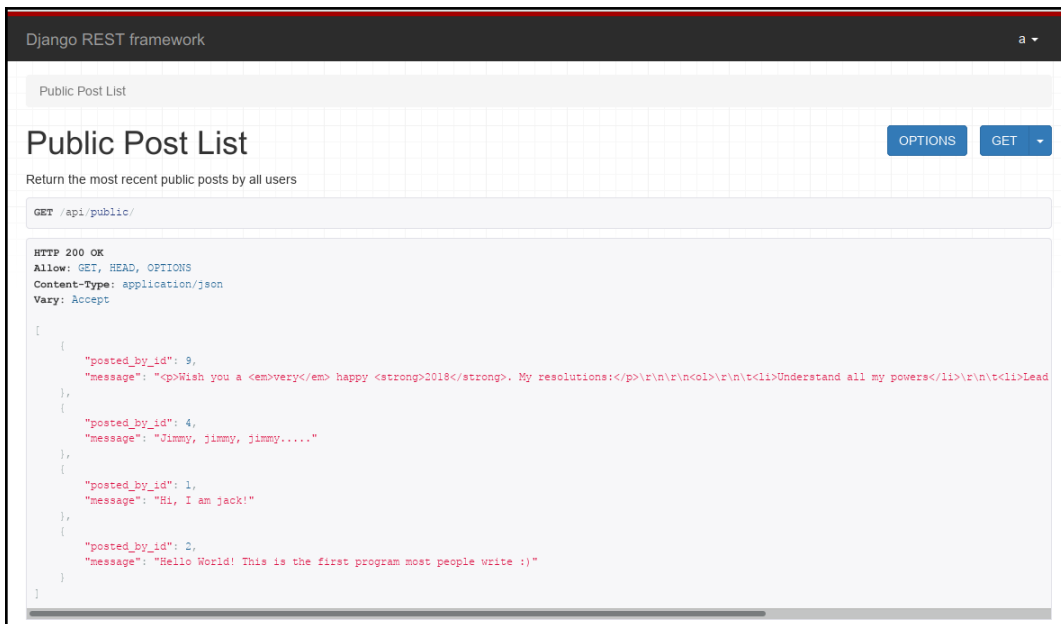 Django REST framework
a
Public Post List
Public Post List
OPTIONS
GET
Return the most recent public posts by all users
GET /api/public/
HTTP 200 OK
Allow: GET, HEAD, OPTIONS
Content-Type: application/json
Vary: Accept
[
    {
        "posted_by_id": 9,
        "message": "<p>Wish you a <em>very</em> happy <strong>2018</strong>. My resolutions:</p>\r\n\r\n<ol>\r\n\t<li>Understand all my powers</li>\r\n\t<li>Lead
    },
    {
        "posted_by_id": 4,
        "message": "Jimmy, jimmy, jimmy....."
    },
    {
        "posted_by_id": 1,
        "message": "Hi, I am jack!"
    },
    {
        "posted_by_id": 2,
        "message": "Hello World! This is the first program most people write :)"
    }
]